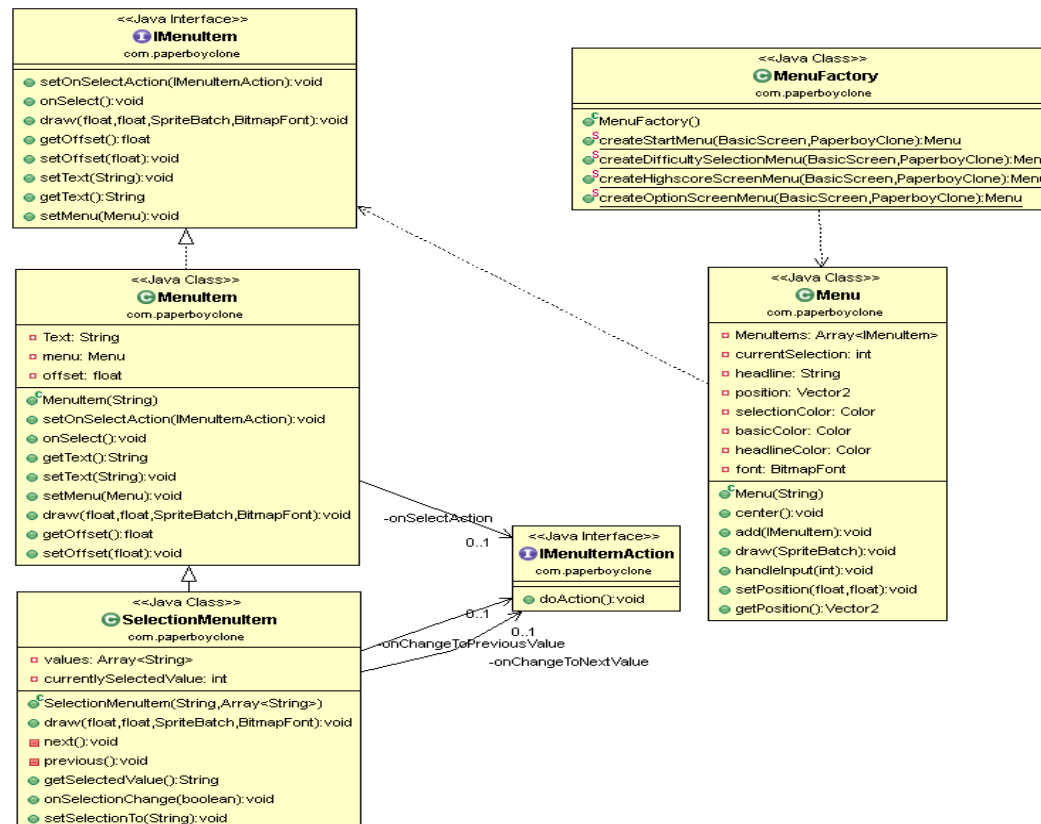 <<Java Interface>>
IMenuItem
com.paperboyclone
setOnSelectAction(IMenuItemAction):void
onSelect():void
draw(float,float,SpriteBatch,BitmapFont):void
getOffset():float
setOffset(float):void
setText(String):void
getText():String
setMenu(Menu):void
<<Java Class>>
MenuFactory
com.paperboyclone
MenuFactory()
createStartMenu(BasicScreen,PaperboyClone):Menu
createDifficultySelectionMenu(BasicScreen,PaperboyClone):Men
createHighscoreScreenMenu(BasicScreen,PaperboyClone):Menu
createOptionScreenMenu(BasicScreen,PaperboyClone):Menu
<<Java Class>>
MenuItem
com.paperboyclone
Text: String
menu: Menu
offset: float
MenuItem(String)
setOnSelectAction(IMenuItemAction):void
onSelect():void
getText():String
setText(String):void
setMenu(Menu):void
draw(float,float,SpriteBatch,BitmapFont):void
getOffset():float
setOffset(float):void
<<Java Class>>
Menu
com.paperboyclone
MenuItems: Array<IMenuItem>
currentSelection: int
headline: String
position: Vector2
selectionColor: Color
basicColor: Color
headlineColor: Color
font: BitmapFont
Menu(String)
center():void
add(IMenuItem):void
draw(SpriteBatch):void
handleInput(int):void
setPosition(float,float):void
getPosition():Vector2
-onSelectAction
0..1
<<Java Interface>>
IMenuItemAction
com.paperboyclone
doAction():void
0..1
-onChangeToPreviousValue
0..1
-onChangeToNextValue
<<Java Class>>
SelectionMenuItem
com.paperboyclone
values: Array<String>
currentlySelectedValue: int
SelectionMenuItem(String,Array<String>)
draw(float,float,SpriteBatch,BitmapFont):void
next():void
previous():void
getSelectedValue():String
onSelectionChange(boolean):void
setSelectionTo(String):void